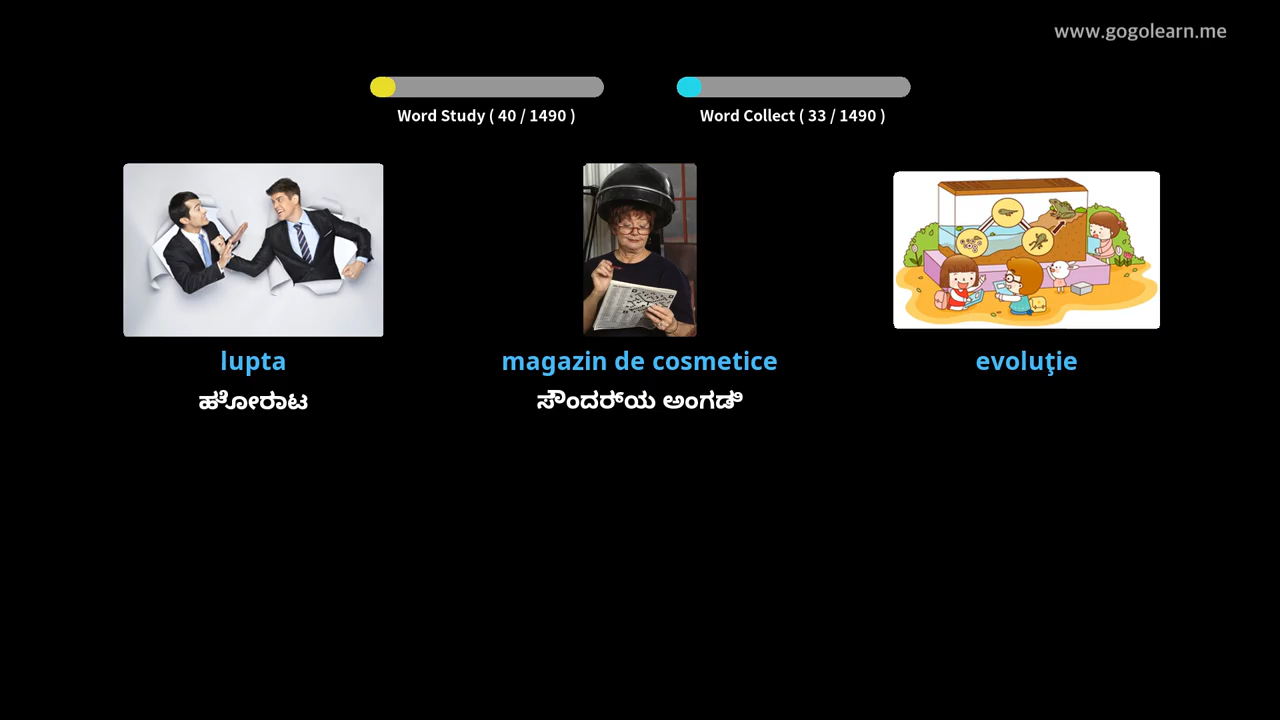 www.gogolearn.me
Word Study ( 40 / 1490 )
Word Collect ( 33 / 1490 )
lupta
magazin de cosmetice
evoluţie
ಹೋರಾಟ
ಸೌಂದರ್ಯ ಅಂಗಡಿ